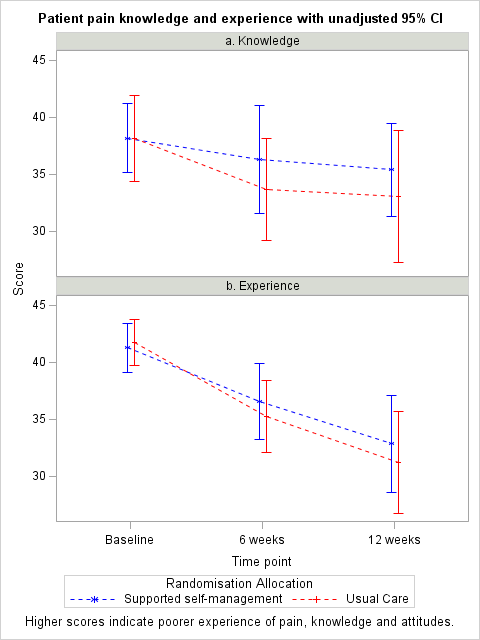 Patient pain knowledge and experience with unadjusted 95% CI
a. Knowledge
45
40
35
30
Score
b. Experience
45
40
35
30
Baseline 6 weeks 12 weeks
Time point
Randomisation Allocation
Supported self-management Usual Care
Higher scores indicate poorer experience of pain, knowledge and attitudes.